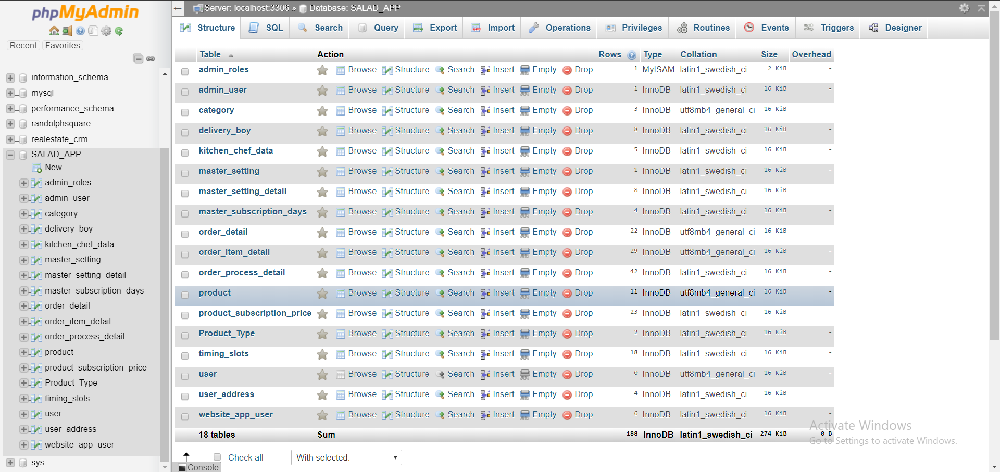 phpMyAdmin
Recent Favorites
information_schema
mysql
performance_schema
randolphsquare
realestate_crm
SALAD_APP
New
admin_roles
admin_user
category
delivery_boy
kitchen_chef_data
master_setting
master_setting_detail
master_subscription_days
order_detail
order_item_detail
order_process_detail
product
product_subscription_price
Product_Type
timing_slots
user
user_address
website_app_user
sys
Server: localhost:3306 » Database: SALAD_APP
Structure SQL Search Query Export Import Operations Privileges Routines Events Triggers Designer
Table Action Rows Type Collation Size Overhead
admin_roles Browse Structure Search Insert Empty Drop 1 MyISAM latin1_swedish_ci 2 KiB -
admin_user Browse Structure Search Insert Empty Drop 1 InnoDB latin1_swedish_ci 16 KiB -
category Browse Structure Search Insert Empty Drop 3 InnoDB utf8mb4_general_ci 16 KiB -
delivery_boy Browse Structure Search Insert Empty Drop 8 InnoDB latin1_swedish_ci 16 KiB -
kitchen_chef_data Browse Structure Search Insert Empty Drop 5 InnoDB latin1_swedish_ci 16 KiB -
master_setting Browse Structure Search Insert Empty Drop 1 InnoDB latin1_swedish_ci 16 KiB -
master_setting_detail Browse Structure Search Insert Empty Drop 8 InnoDB latin1_swedish_ci 16 KiB -
master_subscription_days Browse Structure Search Insert Empty Drop 4 InnoDB latin1_swedish_ci 16 KiB -
order_detail Browse Structure Search Insert Empty Drop 22 InnoDB utf8mb4_general_ci 16 KiB -
order_item_detail Browse Structure Search Insert Empty Drop 29 InnoDB utf8mb4_general_ci 16 KiB -
order_process_detail Browse Structure Search Insert Empty Drop 42 InnoDB latin1_swedish_ci 16 KiB -
product Browse Structure Search Insert Empty Drop 11 InnoDB utf8mb4_general_ci 16 KiB -
product_subscription_price Browse Structure Search Insert Empty Drop 23 InnoDB latin1_swedish_ci 16 KiB -
Product_Type Browse Structure Search Insert Empty Drop 2 InnoDB latin1_swedish_ci 16 KiB -
timing_slots Browse Structure Search Insert Empty Drop 18 InnoDB latin1_swedish_ci 16 KiB -
user Browse Structure Search Insert Empty Drop 0 InnoDB utf8mb4_general_ci 16 KiB -
user_address Browse Structure Search Insert Empty Drop 4 InnoDB latin1_swedish_ci 16 KiB -
website_app_user Browse Structure Search Insert Empty Drop 6 InnoDB latin1_swedish_ci 16 KiB -
18 tables Sum 188 InnoDB latin1_swedish_ci 274 KiB 0 B
Check all With selected:
Console
Activate Windows
Go to Settings to activate Windows.